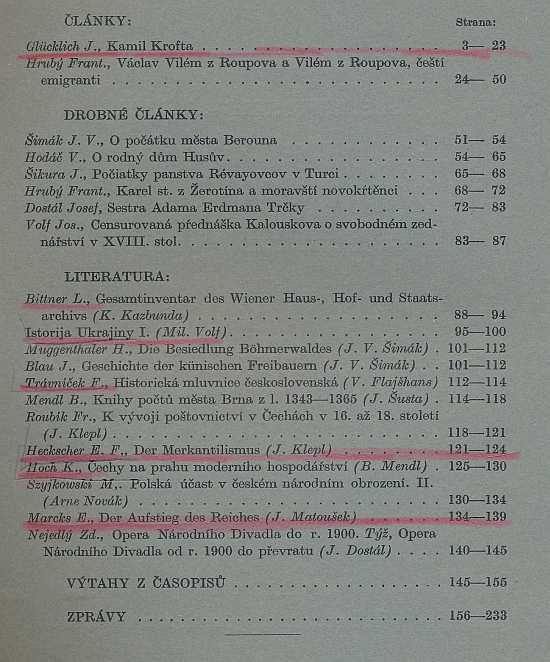 ČLÁNKY: Strana:
Glücklich J., Kamil Krofta . . . . . . . . . . . . . . . . 3— 23
Hrubý Frant., Václav Vilém z Roupova a Vilém z Roupova, čeští
emigranti . . . . . . . . . . . . . . . . . . . . . . . 24— 50
DROBNÉ ČLÁNKY:
Šimák J. V., O počátku města Berouna . . . . . . . . . . . 51— 54
Hodáč V., O rodný dům Husův. . . . . . . . . . . . . . . . 54— 65
Šikura J., Počiatky panstva Révayovcov v Turci . . . . . . . 65— 68
Hrubý Frant., Karel st. z Žerotína a moravští novokřtěnci . . . 68— 72
Dostál Josef, Sestra Adama Erdmana Trčky . . . . . . . . . 72— 83
Volf Jos., Censurovaná přednáška Kalouskova o svobodném zed-
nářství v XVIII. stol. . . . . . . . . . . . . . . . . . 83— 87
LITERATURA:
Bittner L., Gesamtinventar des Wiener Haus-, Hof- und Staats-
archivs (K. Kazbunda) . . . . . . . . . . . . . . . . . 88— 94
Istorija Ukrajiny I. (Mil. Volf). . . . . . . . . . . . . . . 95—100
Muggenthaler H., Die Besiedlung Böhmerwaldes (J. V. Šimák) . 101—112
Blau J., Geschichte der künischen Freibauern (J. V. Šimák) . . 101—112
Trávníček F., Historická mluvnice československá (V. Flajšhans) 112—114
Mendl B., Knihy počtů města Brna z l. 1343—1365 (J. Šusta) . 114—118
Roubík Fr., K vývoji poštovnictví v Čechách v 16. až 18. století
(J. Klepl) . . . . . . . . . . . . . . . . . . . . . . . 118—121
Heckscher E. F., Der Merkantilismus (J. Klepl) . . . . . . . 121—124
Hoch K., Čechy na prahu moderního hospodářství (B. Mendl) . 125—130
Szyjkowski M,. Polská účast v českém národním obrození. II.
(Arne Novák) . . . . . . . . . . . . . . . . . . . . . 130—134
Marcks E., Der Aufstieg des Reiches (J. Matoušek) . . . . . . 134—139
Nejedlý Zd., Opera Národního Divadla do r. 1900. Týž, Opera
Národního Divadla od r. 1900 do převratu (J. Dostál) . . . . 140—145
VÝTAHY Z ČASOPISŮ . . . . . . . . . . . . . . . . 145—155
ZPRÁVY . . . . . . . . . . . . . . . . . . . . . . . 156—233